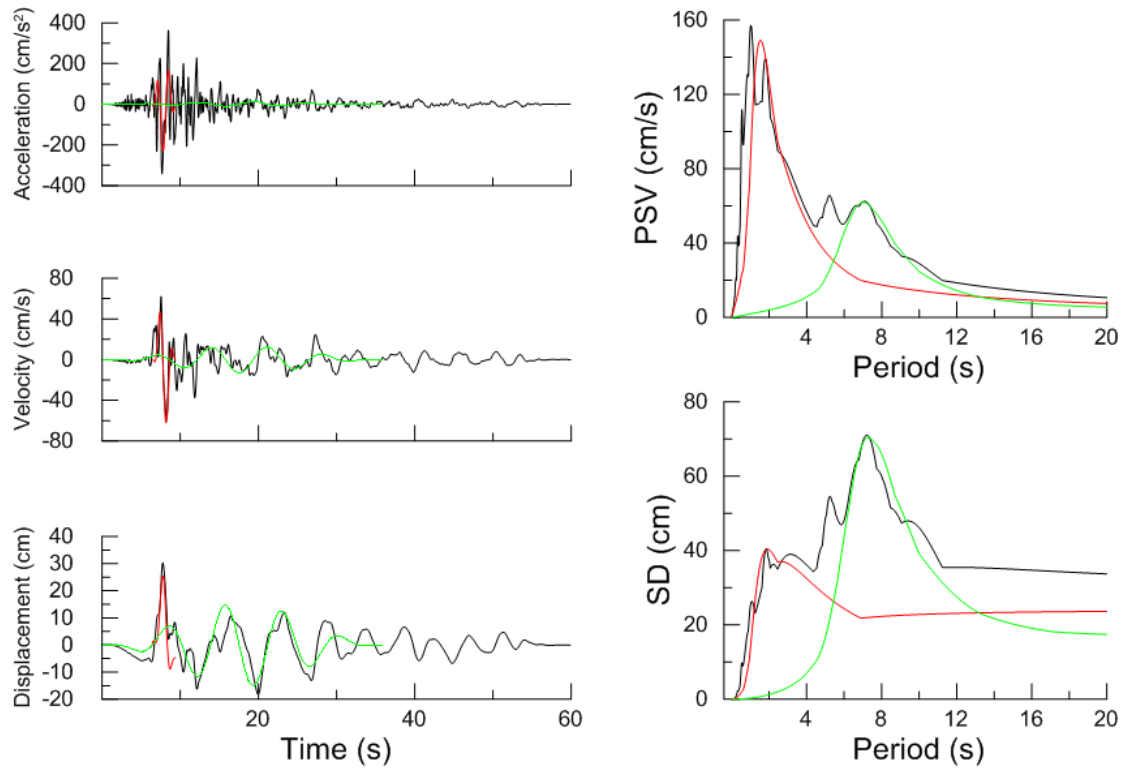 Acceleration (cm/s²)
400
200
0
-200
-400
Velocity (cm/s)
80
40
0
-40
-80
Displacement (cm)
40
30
20
10
0
-10
-20
20 40 60
Time (s)
PSV (cm/s)
160
120
80
40
0
4 8 12 16 20
Period (s)
SD (cm)
80
60
40
20
0
4 8 12 16 20
Period (s)